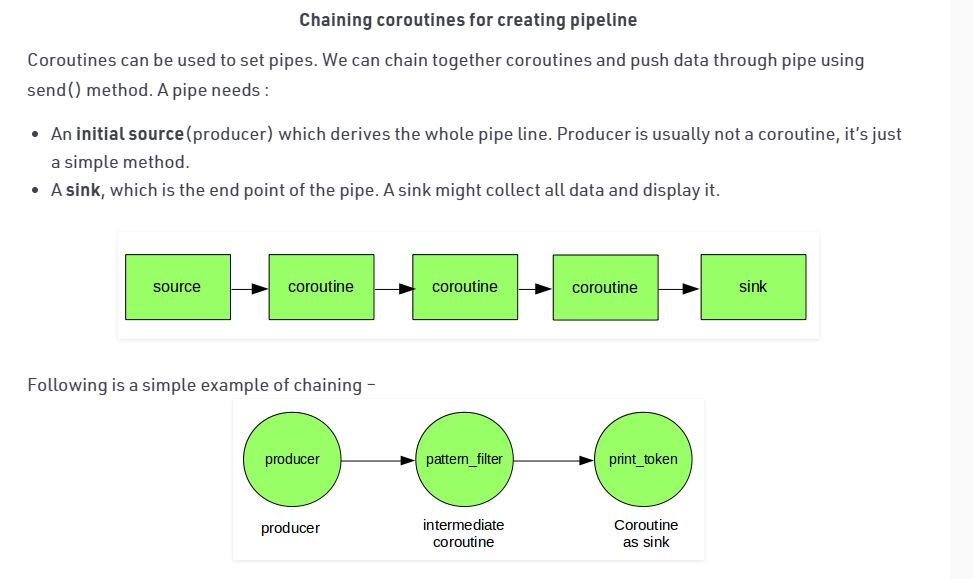 Chaining coroutines for creating pipeline
Coroutines can be used to set pipes. We can chain together coroutines and push data through pipe using
send() method. A pipe needs :
• An initial source(producer) which derives the whole pipe line. Producer is usually not a coroutine, it’s just
a simple method.
• A sink, which is the end point of the pipe. A sink might collect all data and display it.
source coroutine coroutine coroutine sink
Following is a simple example of chaining –
producer pattern_filter print_token
producer
intermediate
coroutine
Coroutine
as sink